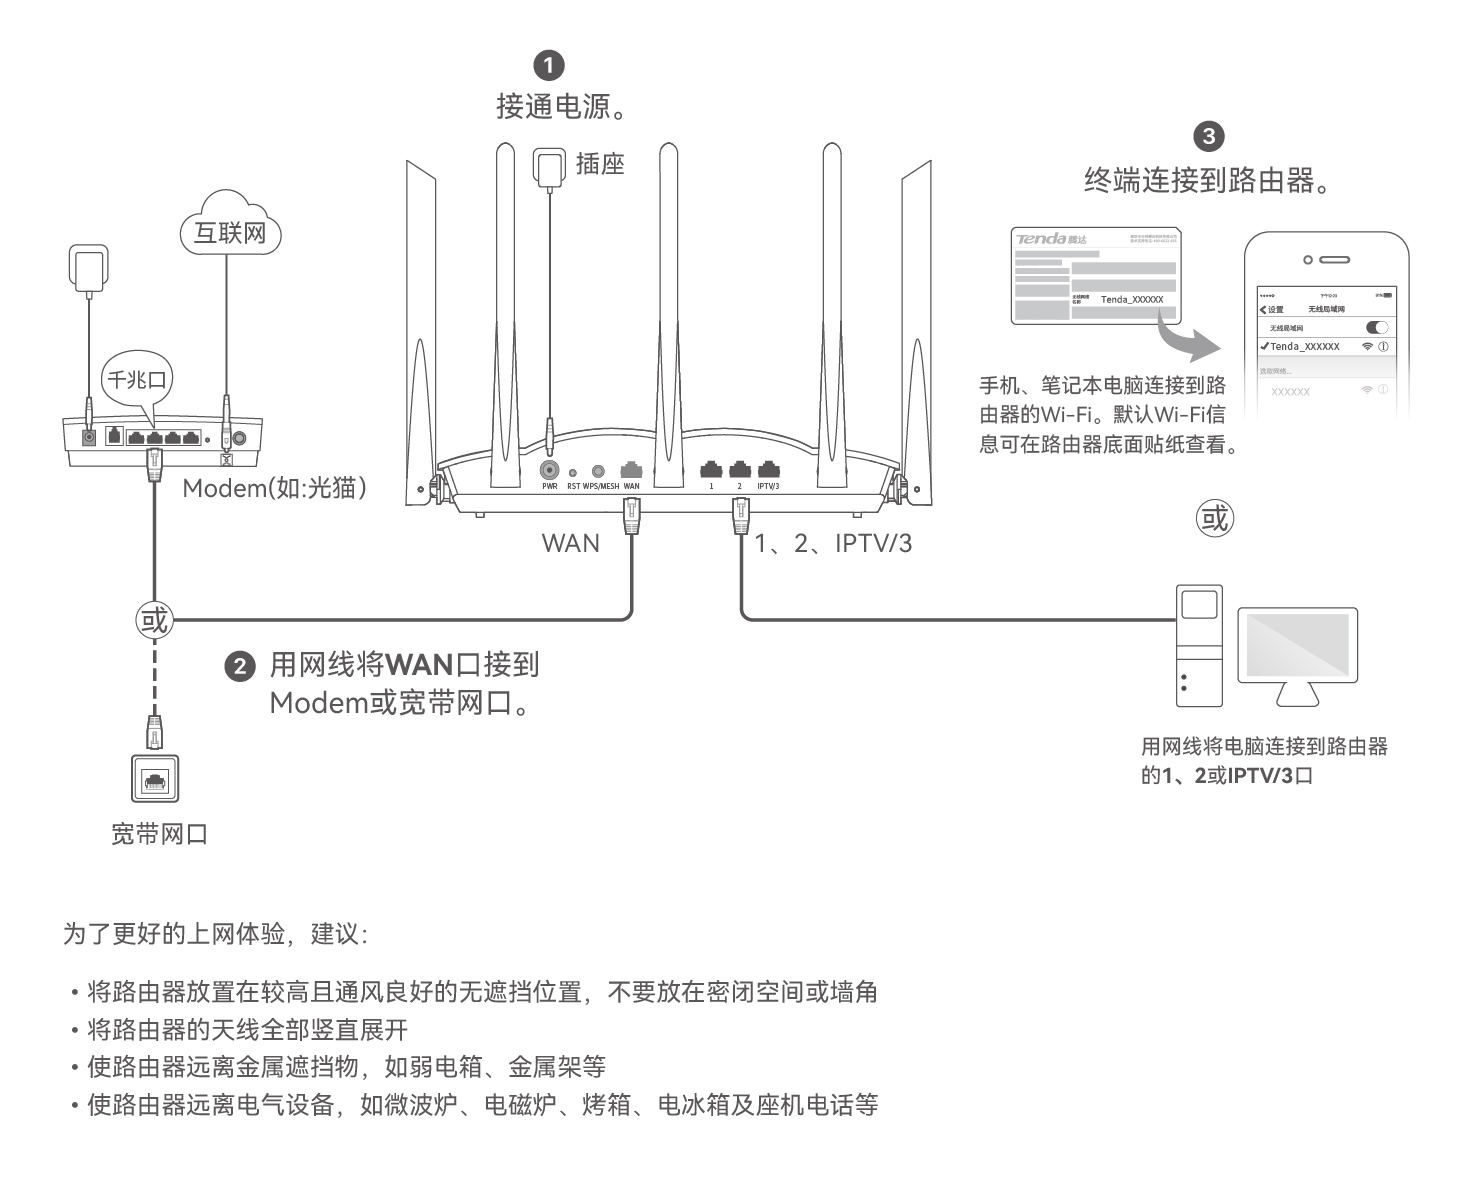 1
接通电源。
插座
3
终端连接到路由器。
互联网
Tenda 腾达
无线网络
名称
Tenda_XXXXXX
设置 无线局域网
无线局域网
Tenda_XXXXXX
选取网络...
XXXXXX
千兆口
手机、笔记本电脑连接到路
由器的Wi-Fi。默认Wi-Fi信
息可在路由器底面贴纸查看。
PWR RST WPS/MESH WAN 1 2 IPTV/3
Modem(如:光猫)
WAN
1、2、IPTV/3
或
或
2
用网线将WAN口接到
Modem或宽带网口。
用网线将电脑连接到路由器
的1、2或IPTV/3口
宽带网口
为了更好的上网体验，建议：
• 将路由器放置在较高且通风良好的无遮挡位置，不要放在密闭空间或墙角
• 将路由器的天线全部竖直展开
• 使路由器远离金属遮挡物，如弱电箱、金属架等
• 使路由器远离电气设备，如微波炉、电磁炉、烤箱、电冰箱及座机电话等